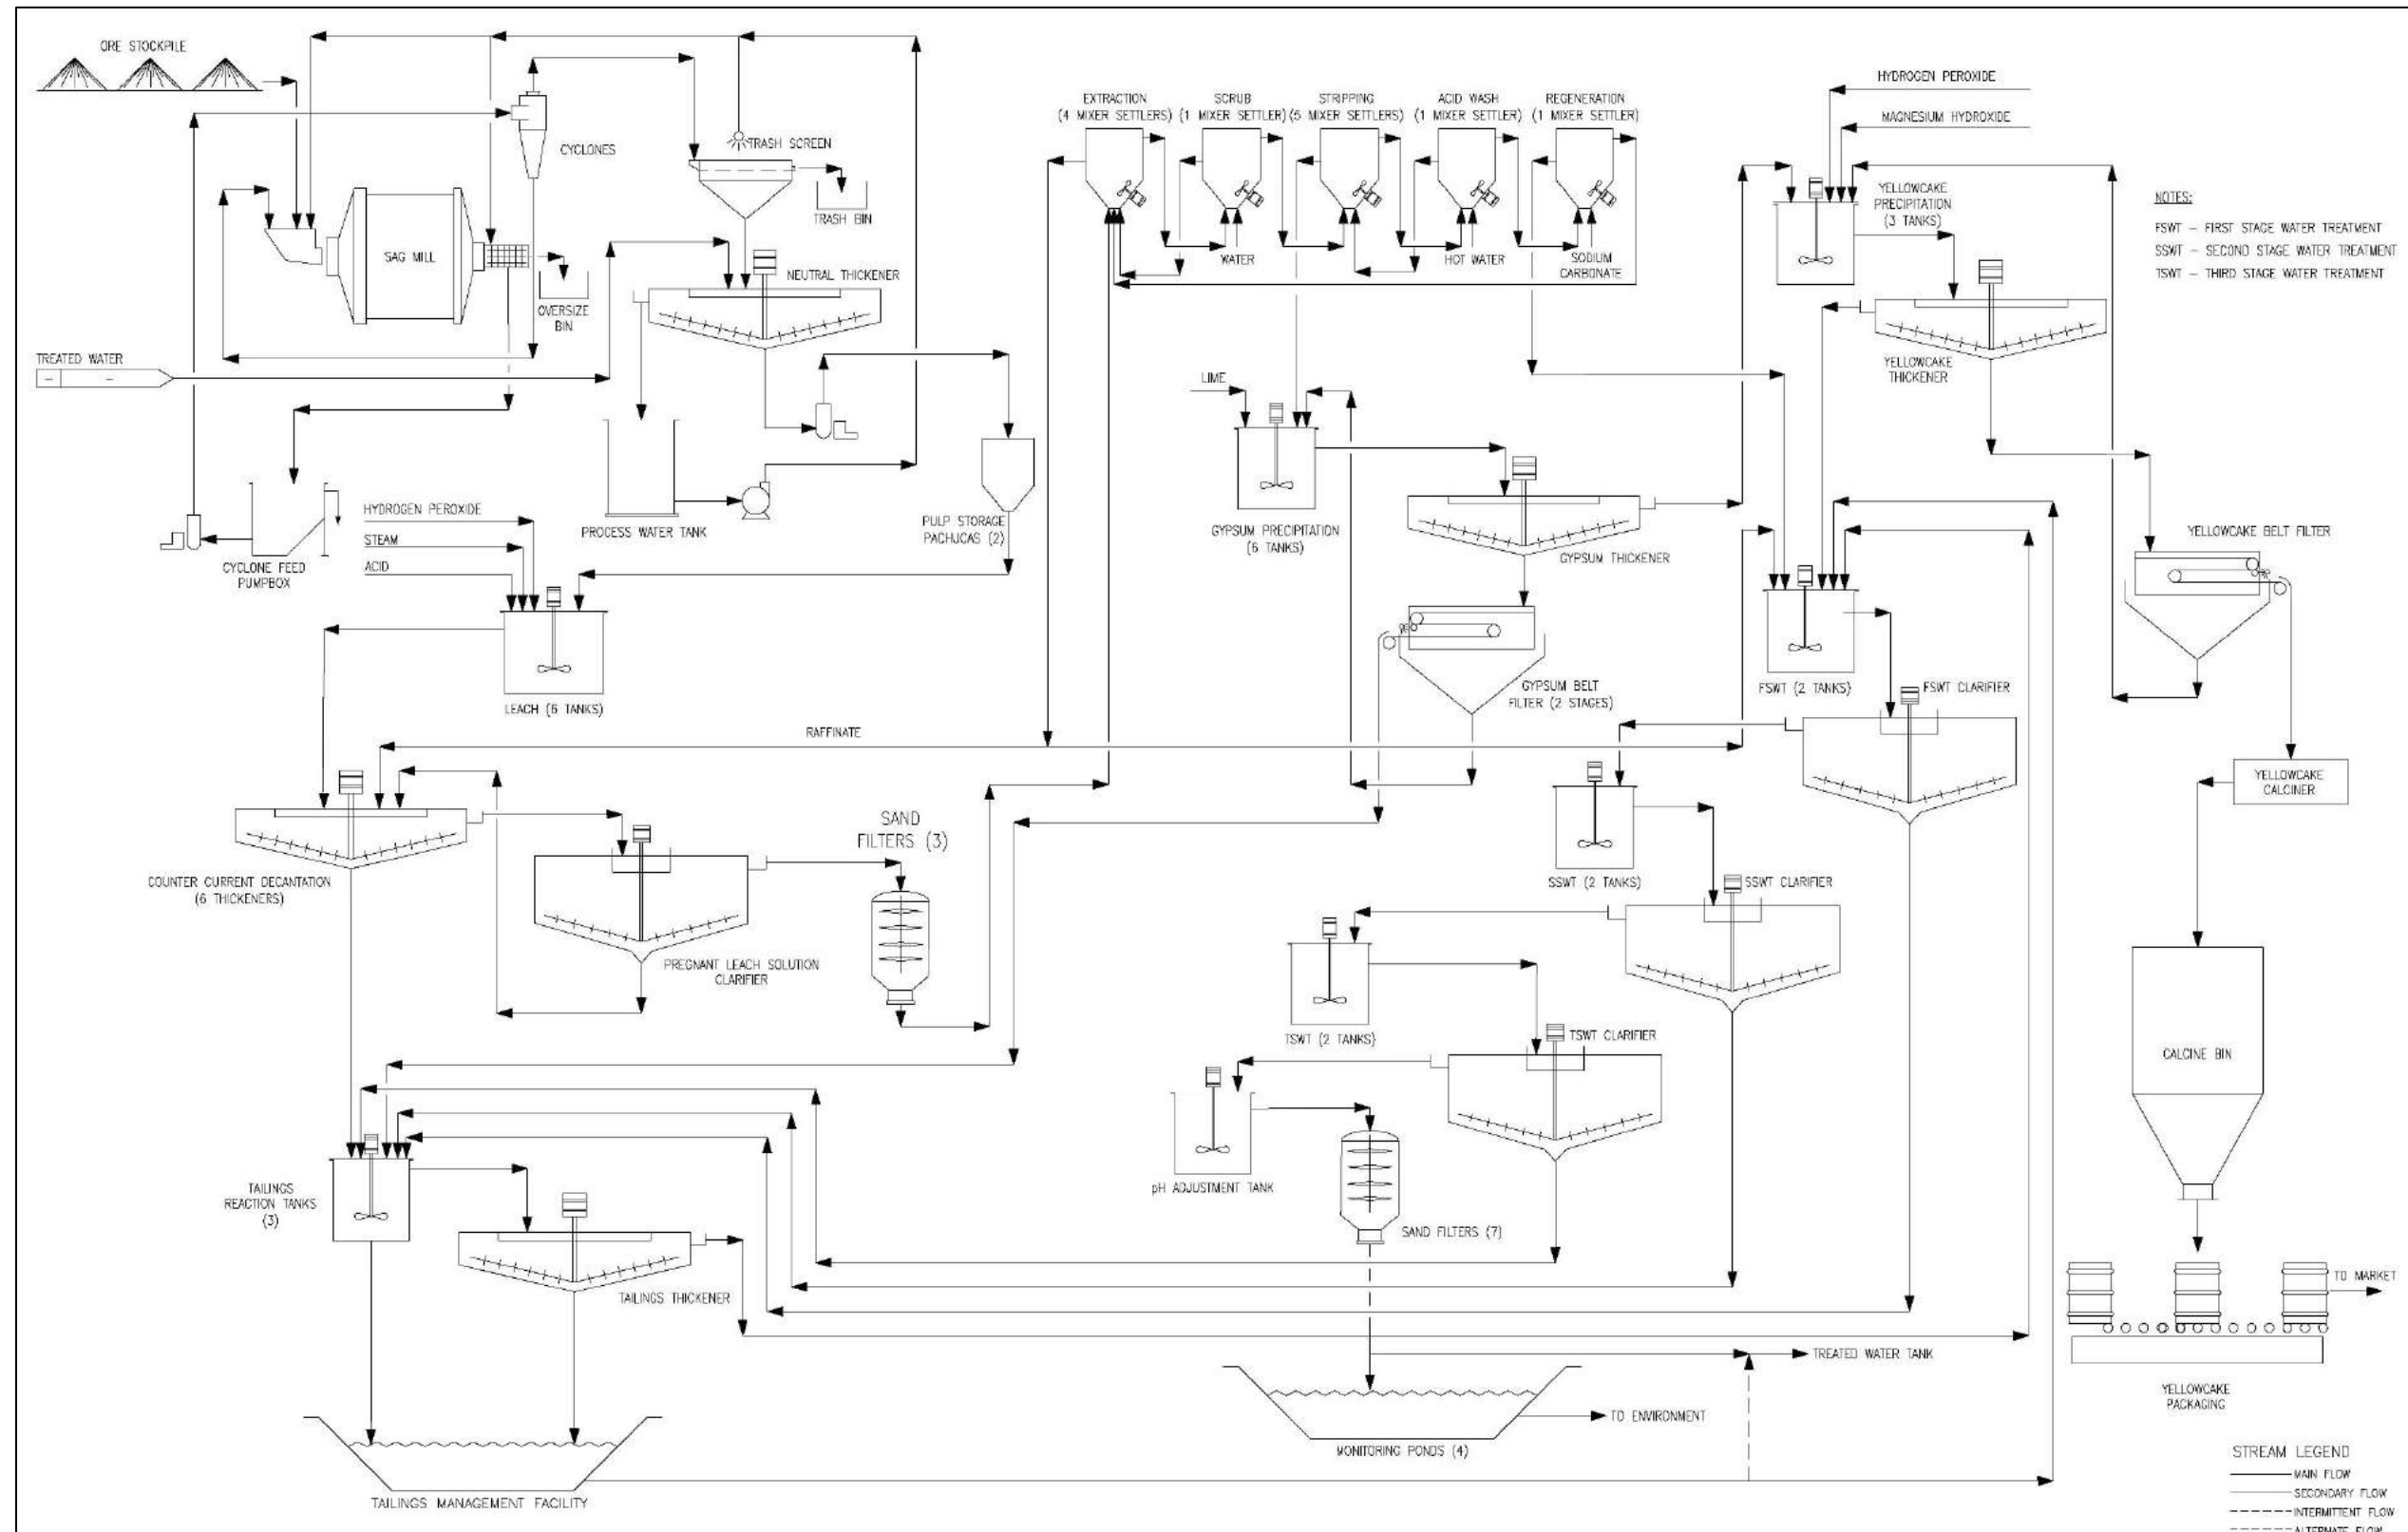 ORE STOCKPILE
CYCLONES
TRASH SCREEN
TRASH BIN
SAG MILL
OVERSIZE
BIN
NEUTRAL THICKENER
TREATED WATER
PROCESS WATER TANK
PULP STORAGE
PACHUCAS (2)
CYCLONE FEED
PUMPBOX
HYDROGEN PEROXIDE
STEAM
ACID
LEACH (6 TANKS)
EXTRACTION
(4 MIXER SETTLERS)
SCRUB
(1 MIXER SETTLER)
STRIPPING
(5 MIXER SETTLERS)
ACID WASH
(1 MIXER SETTLER)
REGENERATION
(1 MIXER SETTLER)
WATER
HOT WATER
SODIUM
CARBONATE
LIME
GYPSUM PRECIPITATION
(6 TANKS)
GYPSUM THICKENER
GYPSUM BELT
FILTER (2 STAGES)
HYDROGEN PEROXIDE
MAGNESIUM HYDROXIDE
YELLOWCAKE
PRECIPITATION
(3 TANKS)
NOTES:
FSWT – FIRST STAGE WATER TREATMENT
SSWT – SECOND STAGE WATER TREATMENT
TSWT – THIRD STAGE WATER TREATMENT
YELLOWCAKE
THICKENER
YELLOWCAKE BELT FILTER
FSWT (2 TANKS)
FSWT CLARIFIER
YELLOWCAKE
CALCINER
RAFFINATE
COUNTER CURRENT DECANTATION
(6 THICKENERS)
PREGNANT LEACH SOLUTION
CLARIFIER
SAND
FILTERS (3)
SSWT (2 TANKS)
SSWT CLARIFIER
TSWT (2 TANKS)
TSWT CLARIFIER
pH ADJUSTMENT TANK
SAND FILTERS (7)
CALCINE BIN
TAILINGS
REACTION TANKS
(3)
TAILINGS THICKENER
TO MARKET
TREATED WATER TANK
TO ENVIRONMENT
MONITORING PONDS (4)
YELLOWCAKE
PACKAGING
TAILINGS MANAGEMENT FACILITY
STREAM LEGEND
MAIN FLOW
SECONDARY FLOW
INTERMITTENT FLOW
ALTERNATE FLOW